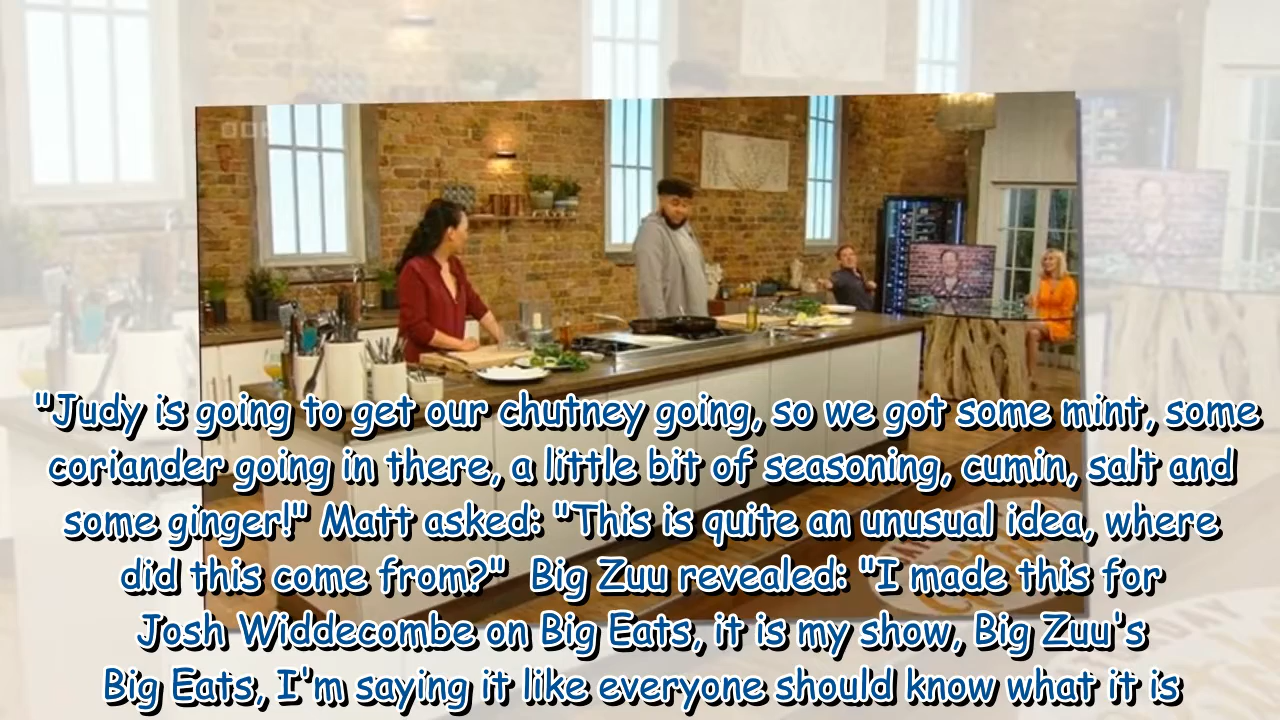 "Judy is going to get our chutney going, so we got some mint, some
coriander going in there, a little bit of seasoning, cumin, salt and
some ginger!" Matt asked: "This is quite an unusual idea, where
did this come from?"  Big Zuu revealed: "I made this for
Josh Widdecombe on Big Eats, it is my show, Big Zuu's
Big Eats, I'm saying it like everyone should know what it is